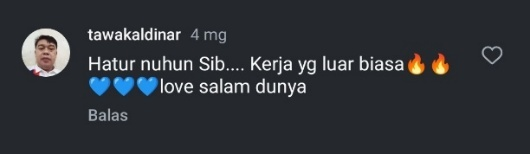 tawakaldinar 4 mg
Hatur nuhun Sib.... Kerja yg luar biasa🔥🔥
💙💙💙love salam dunya
Balas